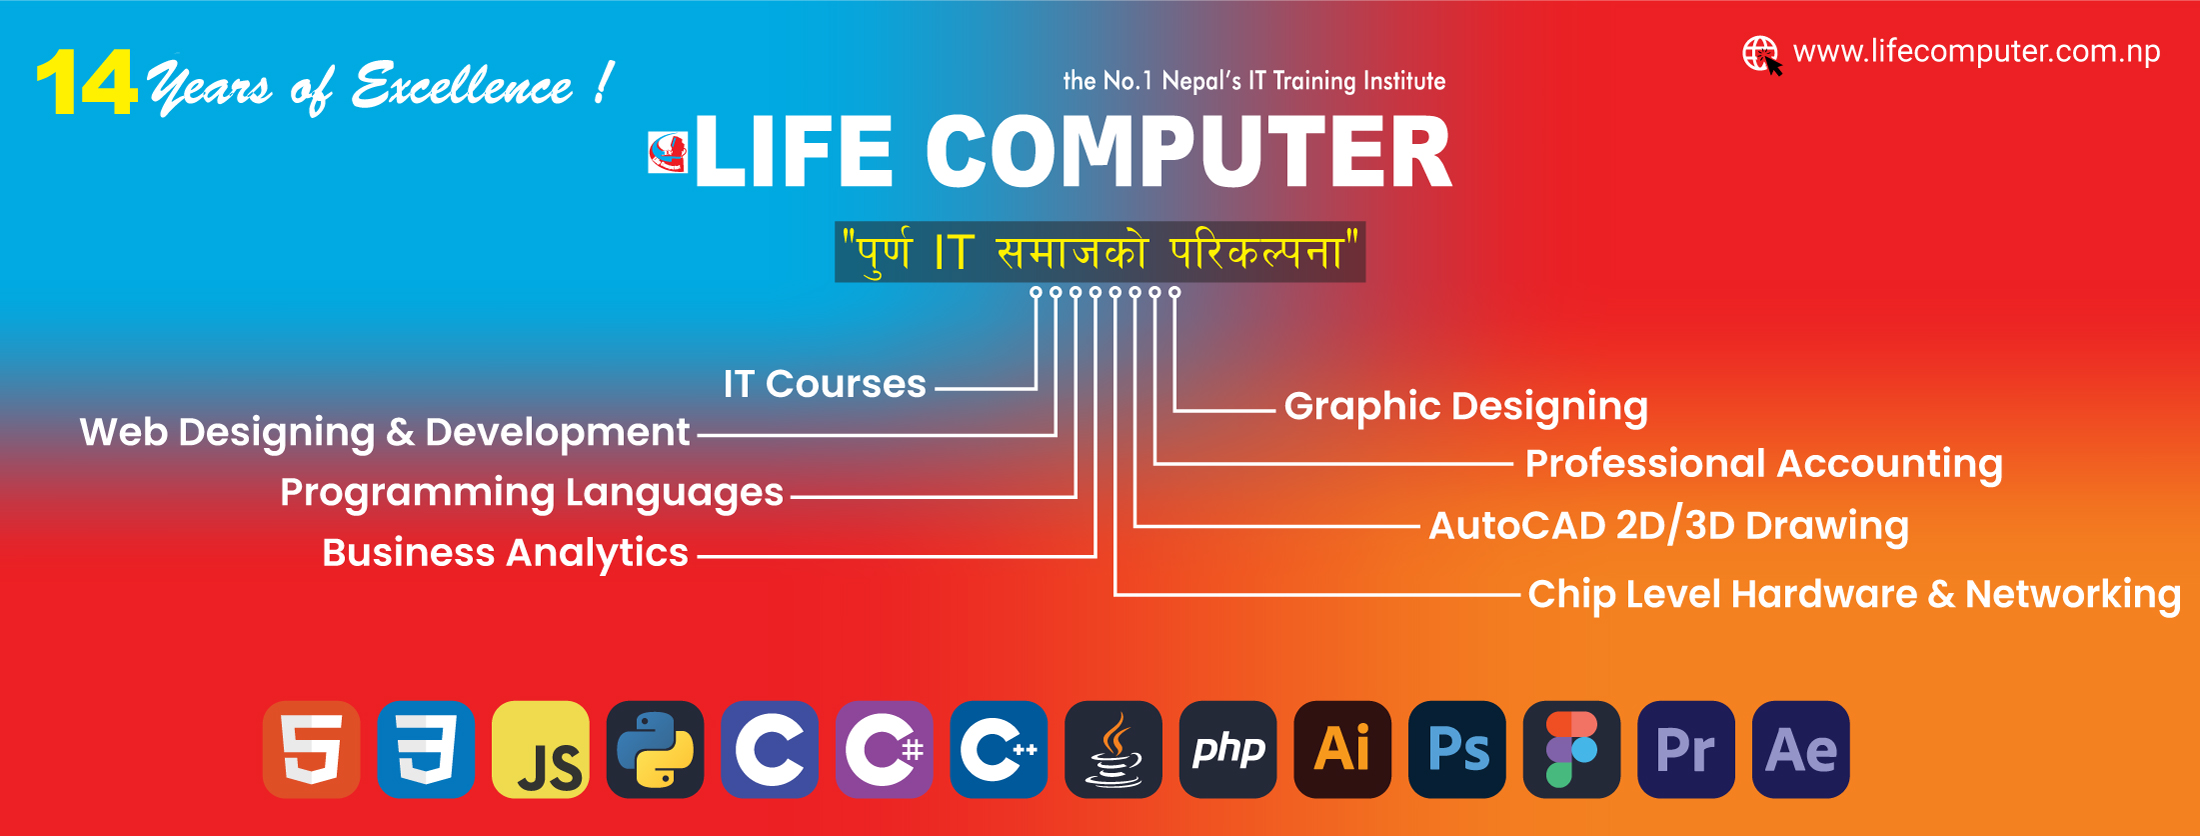 14 Years of Excellence !
www.lifecomputer.com.np
the No.1 Nepal's IT Training Institute
LIFE COMPUTER
"पुर्ण IT समाजको परिकल्पना"
IT Courses
Web Designing & Development
Programming Languages
Business Analytics
Graphic Designing
Professional Accounting
AutoCAD 2D/3D Drawing
Chip Level Hardware & Networking
5 3 JS C C# C++ php Ai Ps Pr Ae